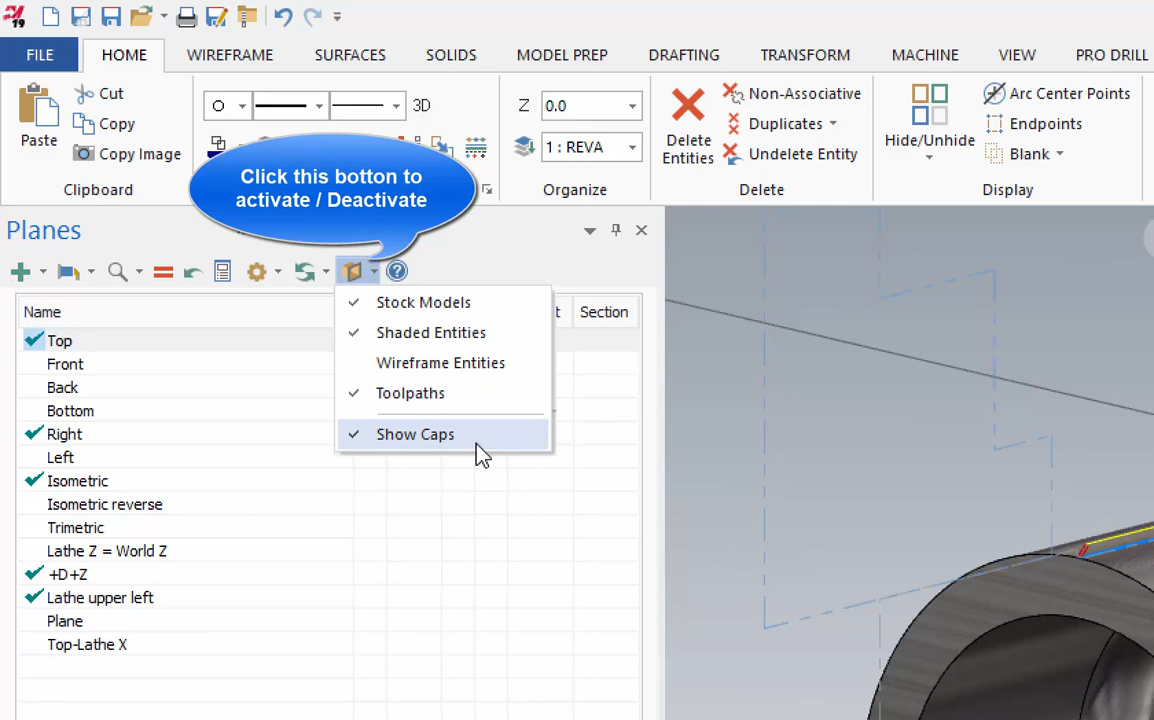 19
FILE HOME WIREFRAME SURFACES SOLIDS MODEL PREP DRAFTING TRANSFORM MACHINE VIEW PRO DRILL
Paste
Cut
Copy
Copy Image
Clipboard
3D
Z 0.0
1 : REVA
Organize
Delete
Entities
Non-Associative
Duplicates
Undelete Entity
Delete
Hide/Unhide
Arc Center Points
Endpoints
Blank
Display
Click this botton to
activate / Deactivate
Planes
Name
t
Section
Top
Front
Back
Bottom
Right
Left
Isometric
Isometric reverse
Trimetric
Lathe Z = World Z
+D+Z
Lathe upper left
Plane
Top-Lathe X
Stock Models
Shaded Entities
Wireframe Entities
Toolpaths
Show Caps